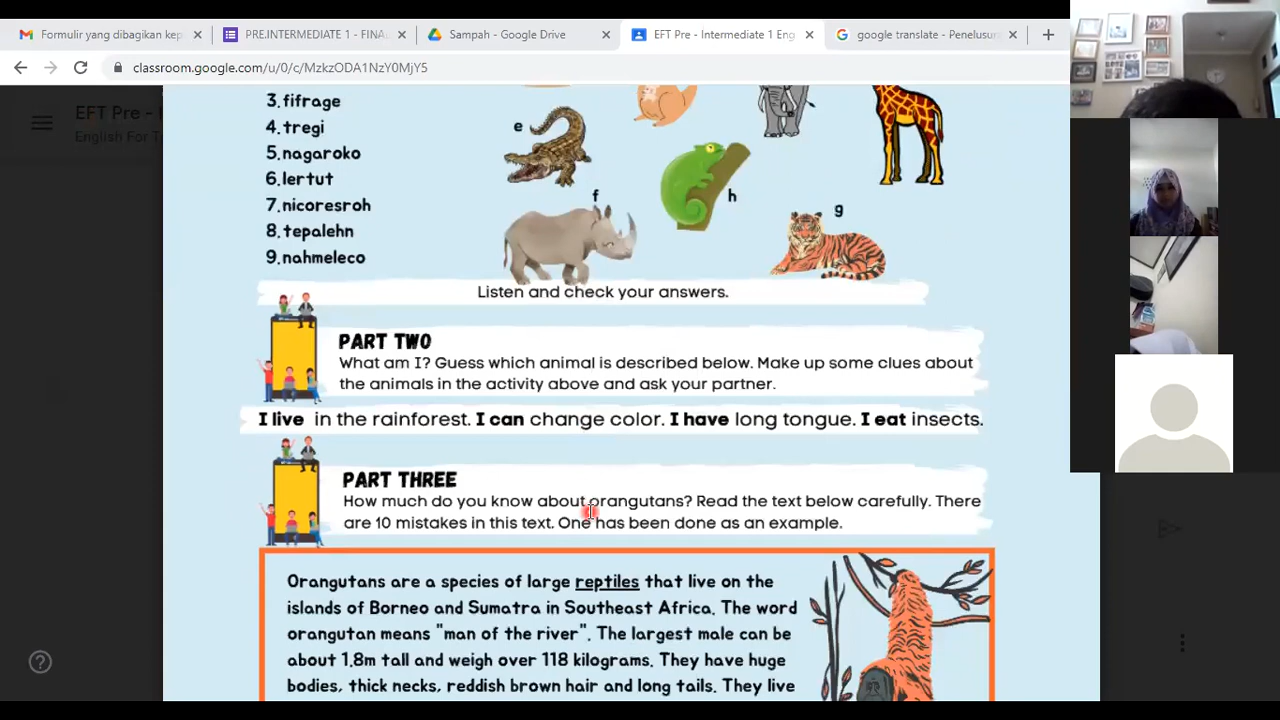 Formulir yang dibagikan kep
PRE.INTERMEDIATE 1 - FINAL
Sampah - Google Drive
EFT Pre - Intermediate 1 Eng
google translate - Penelusur
classroom.google.com/u/0/c/MzkzODA1NzY0MjY5
EFT Pre -
English For T
3. fifrage
4. tregi
5. nagaroko
6. lertut
7. nicoresroh
8. tepalehn
9. nahmeleco
e
f
h
g
Listen and check your answers.
PART TWO
What am I? Guess which animal is described below. Make up some clues about
the animals in the activity above and ask your partner.
I live in the rainforest. I can change color. I have long tongue. I eat insects.
PART THREE
How much do you know about orangutans? Read the text below carefully. There
are 10 mistakes in this text. One has been done as an example.
Orangutans are a species of large reptiles that live on the
islands of Borneo and Sumatra in Southeast Africa. The word
orangutan means "man of the river". The largest male can be
about 1.8m tall and weigh over 118 kilograms. They have huge
bodies, thick necks, reddish brown hair and long tails. They live